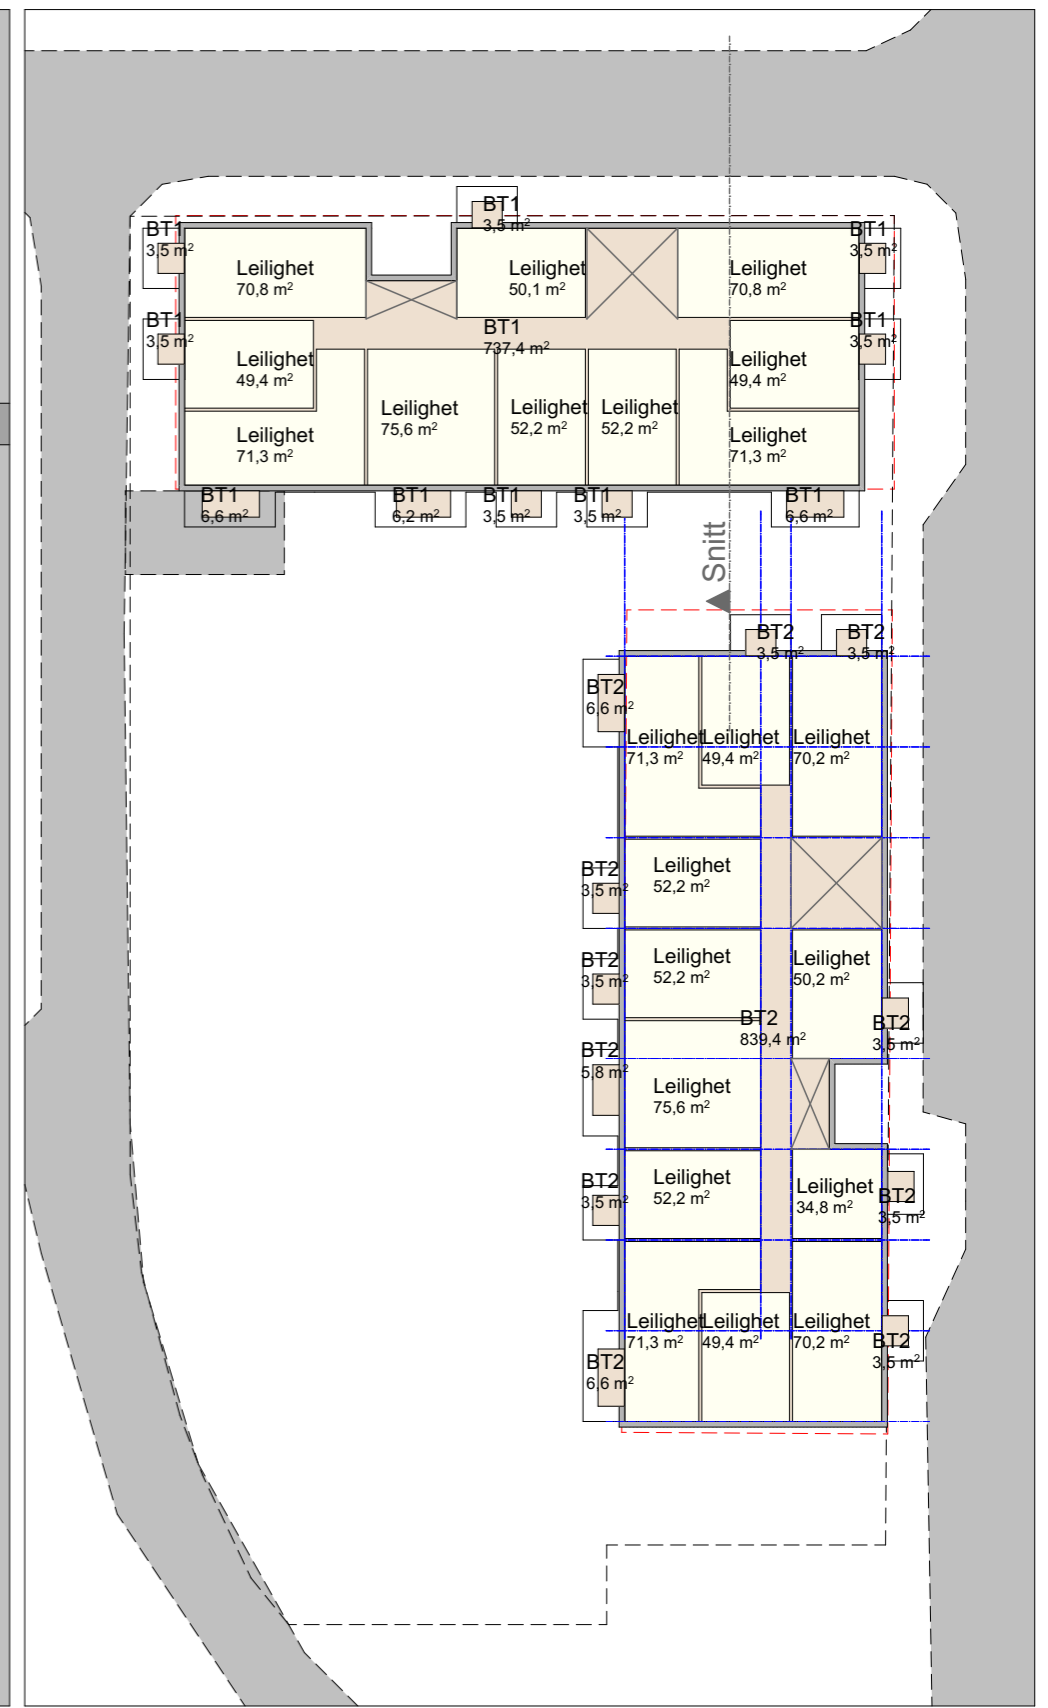 BT1
3,5 m²
BT1
3,5 m²
BT1
3,5 m²
Leilighet
70,8 m²
Leilighet
50,1 m²
Leilighet
70,8 m²
BT1
3,5 m²
BT1
737,4 m²
BT1
3,5 m²
Leilighet
49,4 m²
Leilighet
49,4 m²
Leilighet
75,6 m²
Leilighet
52,2 m²
Leilighet
52,2 m²
Leilighet
71,3 m²
Leilighet
71,3 m²
BT1
6,6 m²
BT1
6,2 m²
BT1
3,5 m²
BT1
3,5 m²
BT1
6,6 m²
Snitt
BT2
3,5 m²
BT2
3,5 m²
BT2
6,6 m²
Leilighet
71,3 m²
Leilighet
49,4 m²
Leilighet
70,2 m²
BT2
3,5 m²
Leilighet
52,2 m²
BT2
3,5 m²
Leilighet
52,2 m²
Leilighet
50,2 m²
BT2
839,4 m²
BT2
3,5 m²
BT2
5,8 m²
Leilighet
75,6 m²
BT2
3,5 m²
Leilighet
52,2 m²
Leilighet
34,8 m²
BT2
3,5 m²
Leilighet
71,3 m²
Leilighet
49,4 m²
Leilighet
70,2 m²
BT2
3,5 m²
BT2
6,6 m²